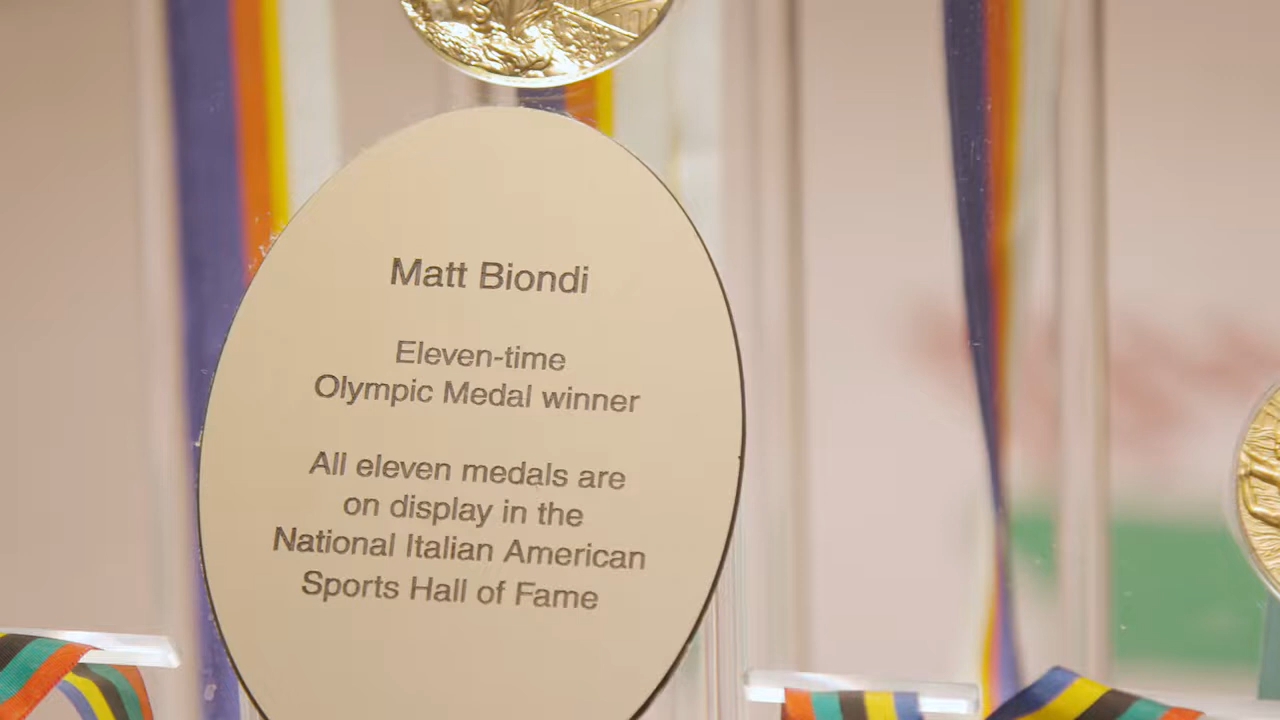 Matt Biondi
Eleven-time
Olympic Medal winner
All eleven medals are
on display in the
National Italian American
Sports Hall of Fame